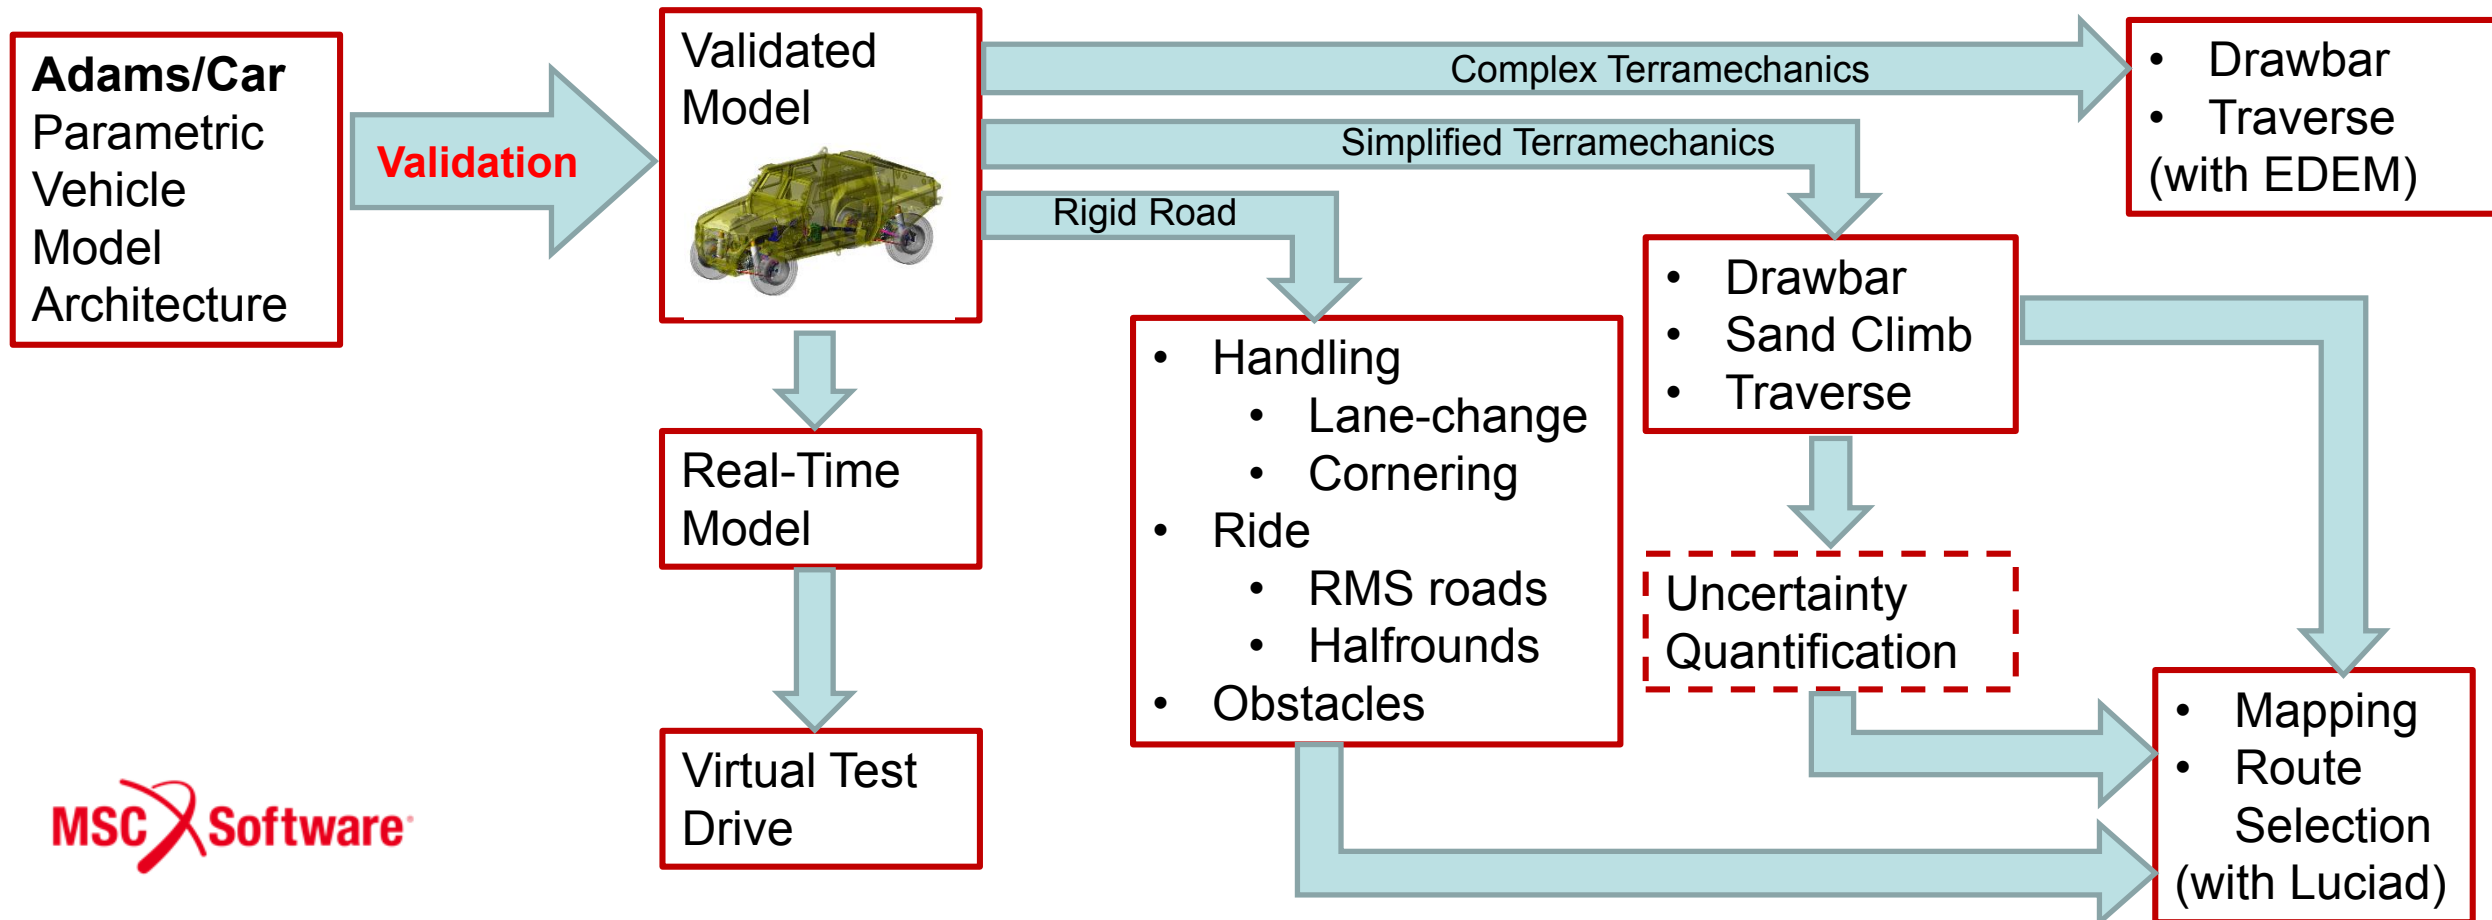 Adams/Car
Parametric
Vehicle
Model
Architecture
Validation
Validated
Model
Complex Terramechanics
Simplified Terramechanics
Rigid Road
• Drawbar
• Traverse
(with EDEM)
• Drawbar
• Sand Climb
• Traverse
• Handling
• Lane-change
• Cornering
• Ride
• RMS roads
• Halfrounds
• Obstacles
Real-Time
Model
Uncertainty
Quantification
Virtual Test
Drive
• Mapping
• Route
Selection
(with Luciad)
MSC Software